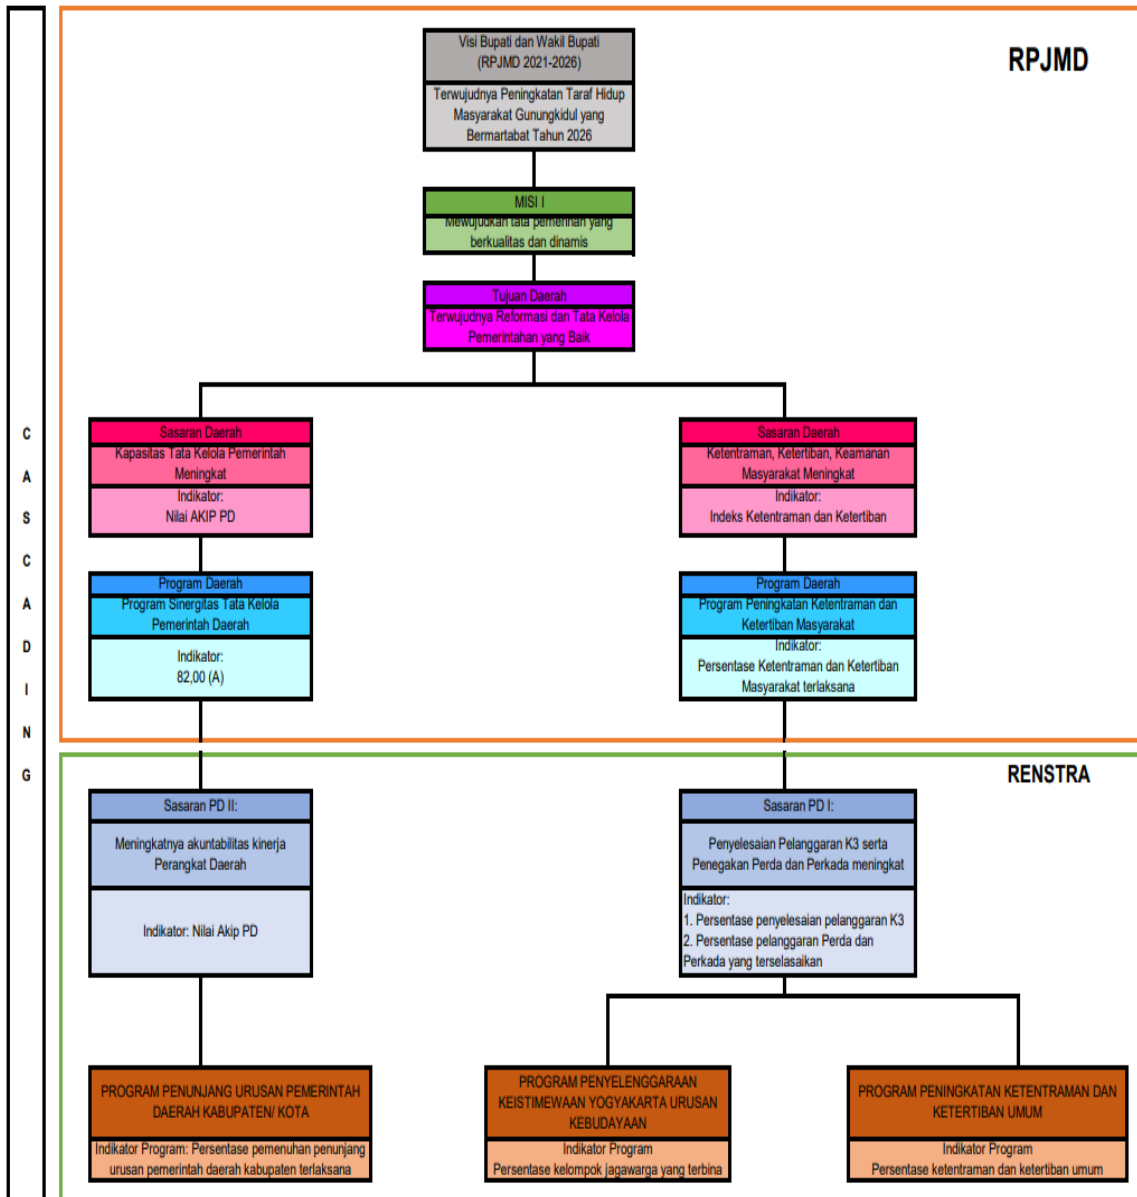 RPJMD
Visi Bupati dan Wakil Bupati
(RPJMD 2021-2026)
Terwujudnya Peningkatan Taraf Hidup
Masyarakat Gunungkidul yang
Bermartabat Tahun 2026
MISI I
Mewujudkan tata pemerinan yang
berkualitas dan dinamis
Tujuan Daerah
Terwujudnya Reformasi dan Tata Kelola
Pemerintahan yang Baik
C
A
S
C
A
D
I
N
G
Sasaran Daerah
Kapasitas Tata Kelola Pemerintah
Meningkat
Indikator:
Nilai AKIP PD
Sasaran Daerah
Ketentraman, Ketertiban, Keamanan
Masyarakat Meningkat
Indikator:
Indeks Ketentraman dan Ketertiban
Program Daerah
Program Sinergitas Tata Kelola
Pemerintah Daerah
Indikator:
82,00 (A)
Program Daerah
Program Peningkatan Ketentraman dan
Ketertiban Masyarakat
Indikator:
Persentase Ketentraman dan Ketertiban
Masyarakat terlaksana
RENSTRA
Sasaran PD II:
Meningkatnya akuntabilitas kinerja
Perangkat Daerah
Indikator: Nilai Akip PD
Sasaran PD I:
Penyelesaian Pelanggaran K3 serta
Penegakan Perda dan Perkada meningkat
Indikator:
1. Persentase penyelesaian pelanggaran K3
2. Persentase pelanggaran Perda dan
Perkada yang terselasaikan
PROGRAM PENUNJANG URUSAN PEMERINTAH
DAERAH KABUPATEN/ KOTA
Indikator Program: Persentase pemenuhan penunjang
urusan pemerintah daerah kabupaten terlaksana
PROGRAM PENYELENGGARAAN
KEISTIMEWAAN YOGYAKARTA URUSAN
KEBUDAYAAN
Indikator Program
Persentase kelompok jagawarga yang terbina
PROGRAM PENINGKATAN KETENTRAMAN DAN
KETERTIBAN UMUM
Indikator Program
Persentase ketentraman dan ketertiban umum